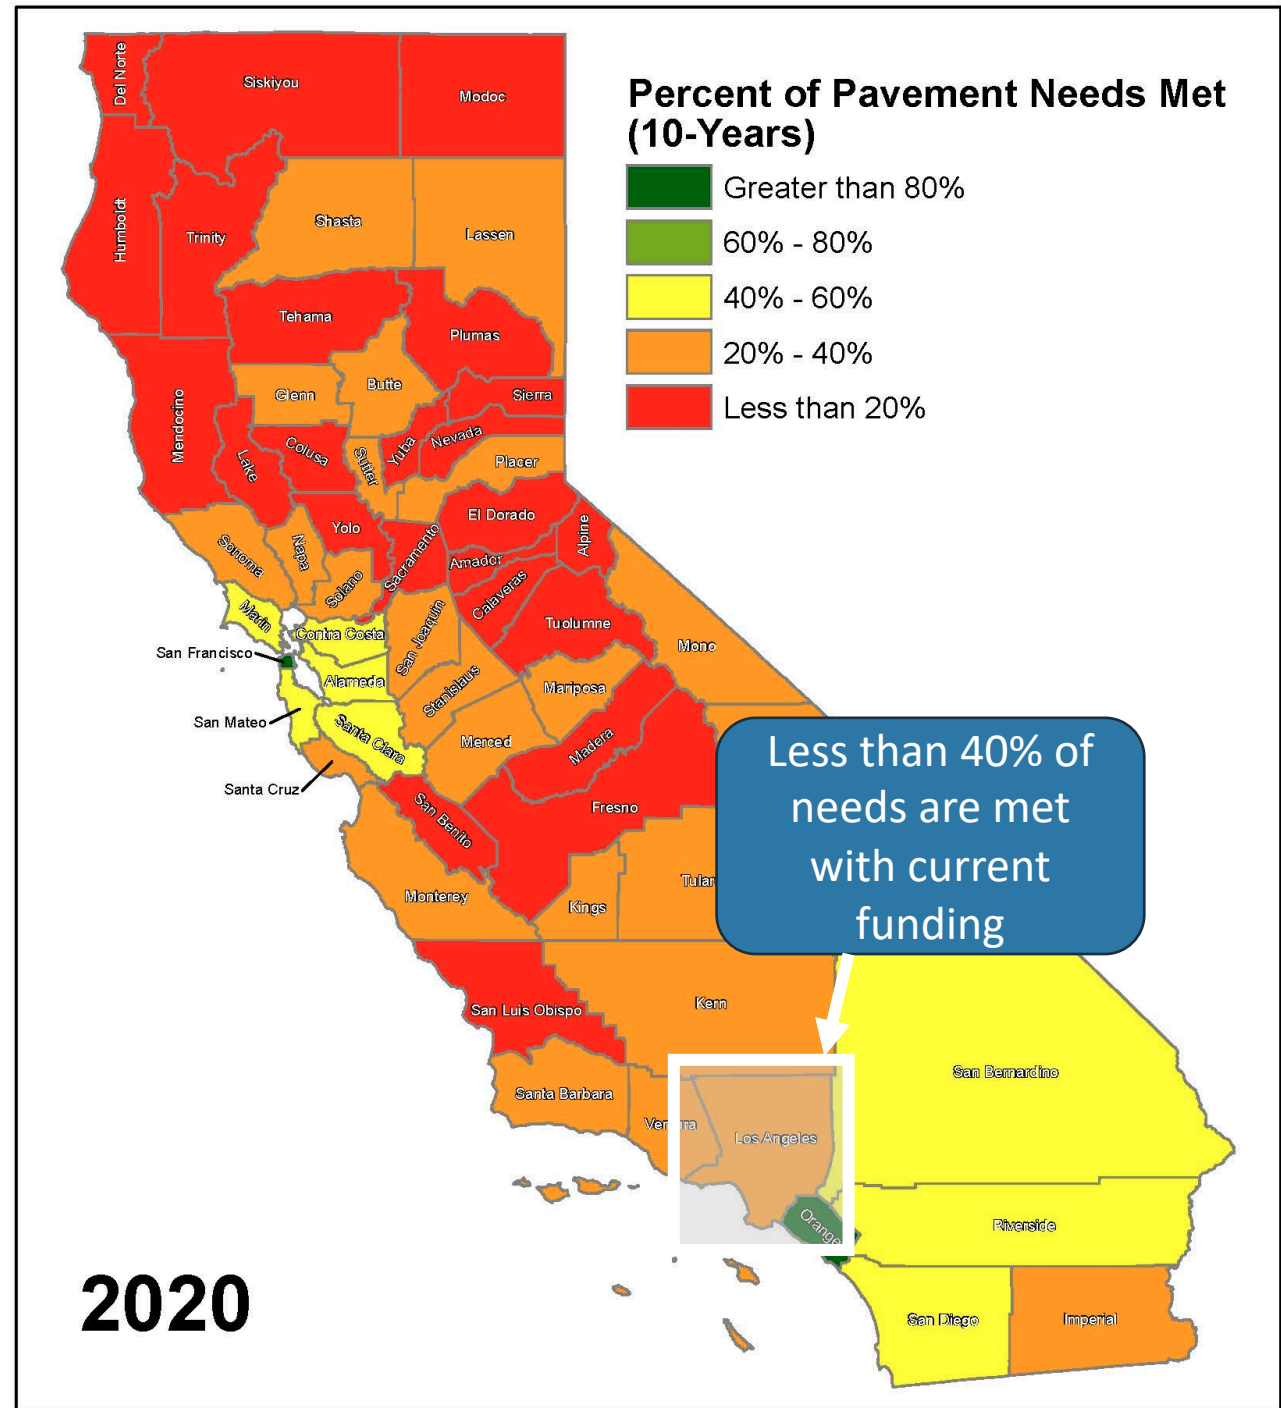 Percent of Pavement Needs Met
(10-Years)
Greater than 80%
60% - 80%
40% - 60%
20% - 40%
Less than 20%
Del Norte
Siskiyou
Modoc
Humboldt
Trinity
Shasta
Lassen
Tehama
Plumas
Mendocino
Glenn
Butte
Sierra
Lake
Colusa
Sutter
Yuba
Nevada
Placer
Yolo
El Dorado
Alpine
Sonoma
Napa
Solano
Sacramento
Amador
Calaveras
Marin
Contra Costa
San Joaquin
Tuolumne
Mono
San Francisco
Alameda
Stanislaus
Mariposa
San Mateo
Santa Clara
Merced
Madera
Santa Cruz
San Benito
Fresno
Less than 40% of
needs are met
with current
funding
Monterey
Kings
Tular
San Luis Obispo
Kern
San Bernardino
Santa Barbara
Ventura
Los Angeles
Orange
Riverside
San Diego
Imperial
2020